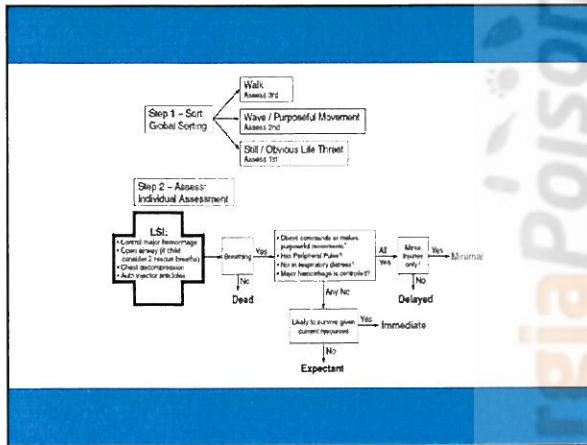 Walk
Assess 3rd
Step 1 – Sort
Global Sorting
Wave / Purposeful Movement
Assess 2nd
Still / Obvious Life Threat
Assess 1st
Step 2 – Assess:
Individual Assessment
LSI:
• Control major hemorrhage
• Open airway (if child
consider 2 rescue breaths)
• Chest decompression
• Auto injector antidotes
Breathing
Yes
No
Dead
• Obeys commands or makes
purposeful movements?
• Has Peripheral Pulse?
• Not in respiratory distress?
• Major hemorrhage is controlled?
All
Yes
Minor
Injuries
only?
Yes
Minimal
No
Delayed
Any No
Likely to survive given
current resources
Yes
Immediate
No
Expectant
rgiaPoison